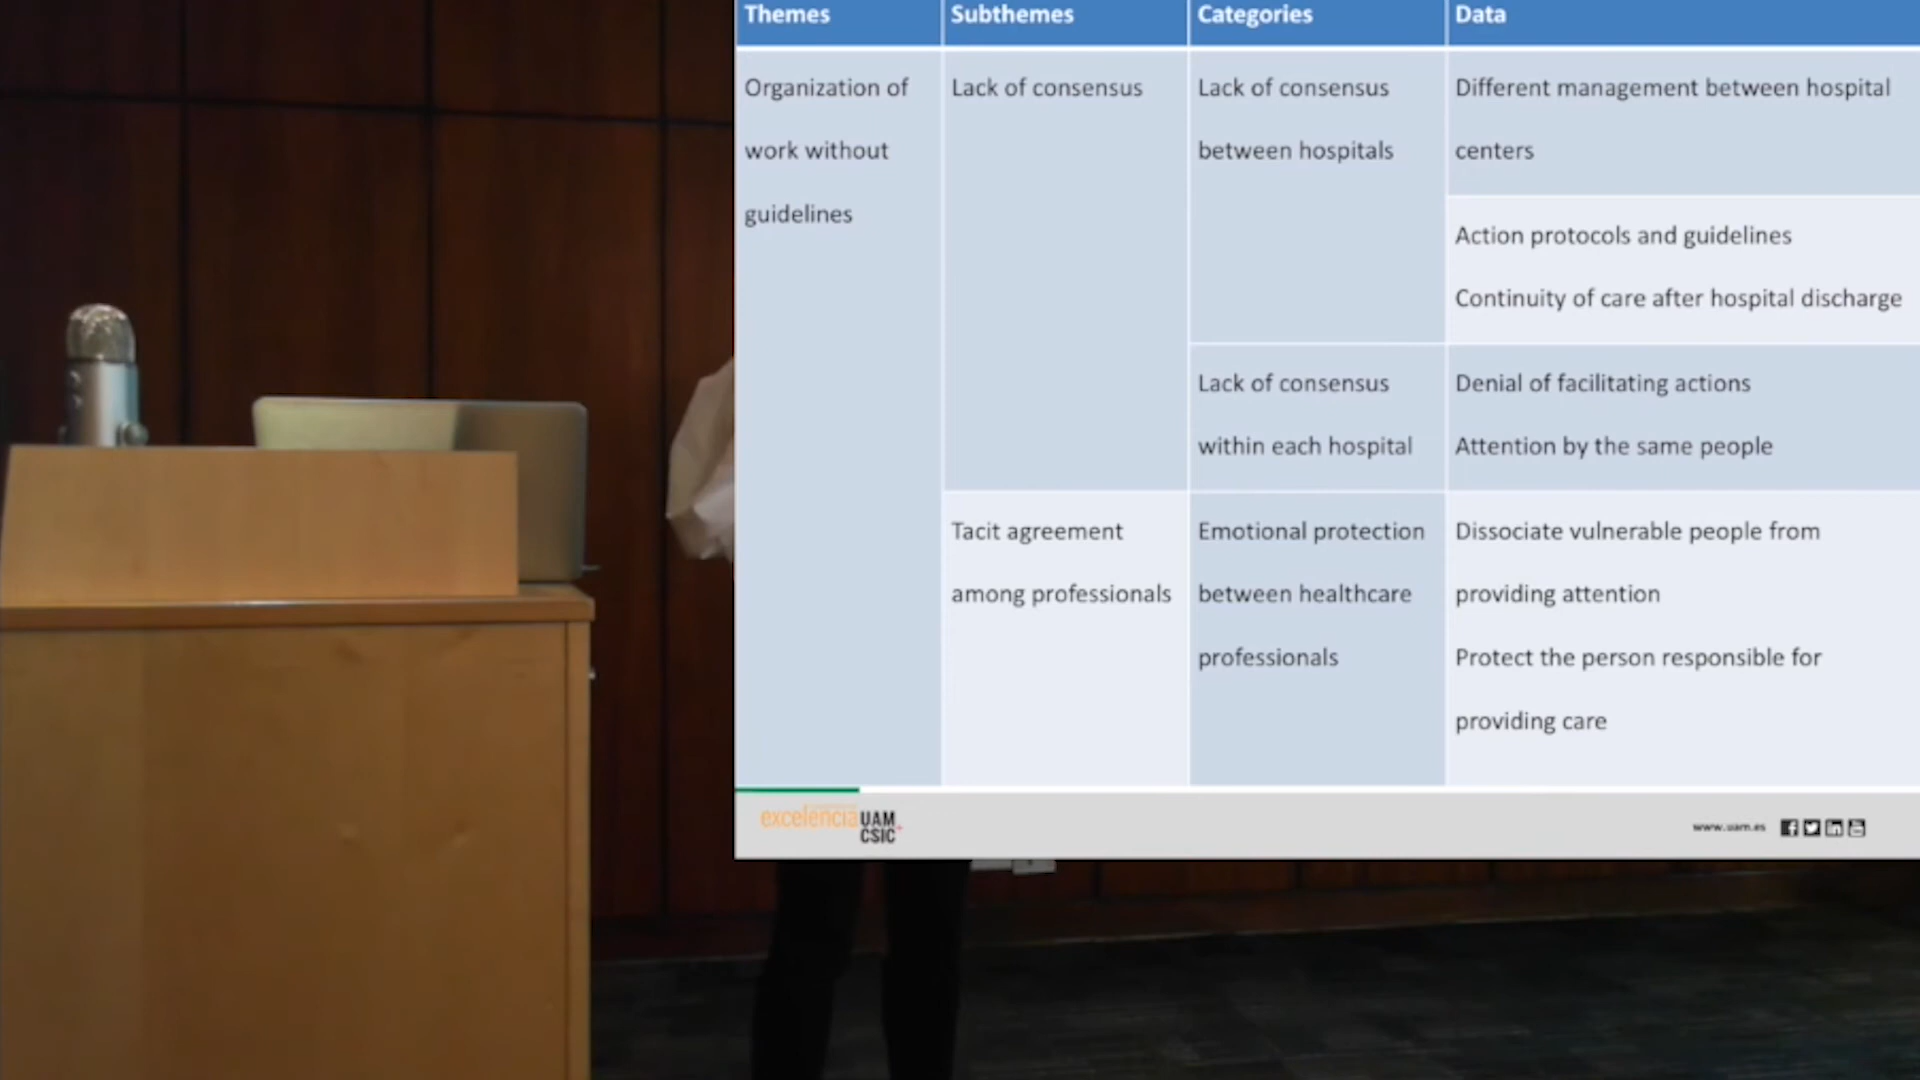 Themes
Subthemes
Categories
Data
Organization of
work without
guidelines
Lack of consensus
Lack of consensus
between hospitals
Different management between hospital
centers
Action protocols and guidelines
Continuity of care after hospital discharge
Lack of consensus
within each hospital
Denial of facilitating actions
Attention by the same people
Tacit agreement
among professionals
Emotional protection
between healthcare
professionals
Dissociate vulnerable people from
providing attention
Protect the person responsible for
providing care
excelencia UAM
CSIC
www.uam.es